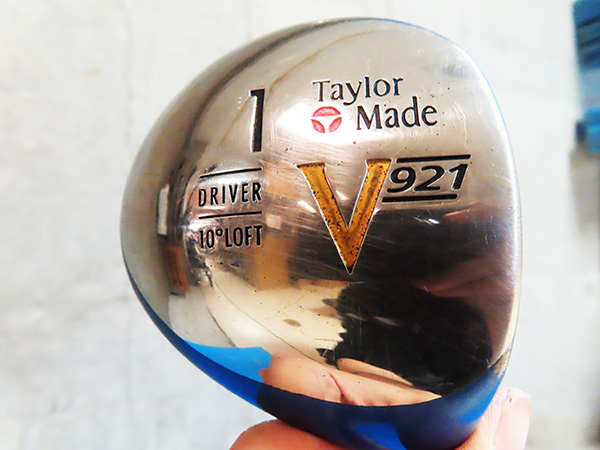 1
DRIVER
10°LOFT
Taylor
Made
V 921